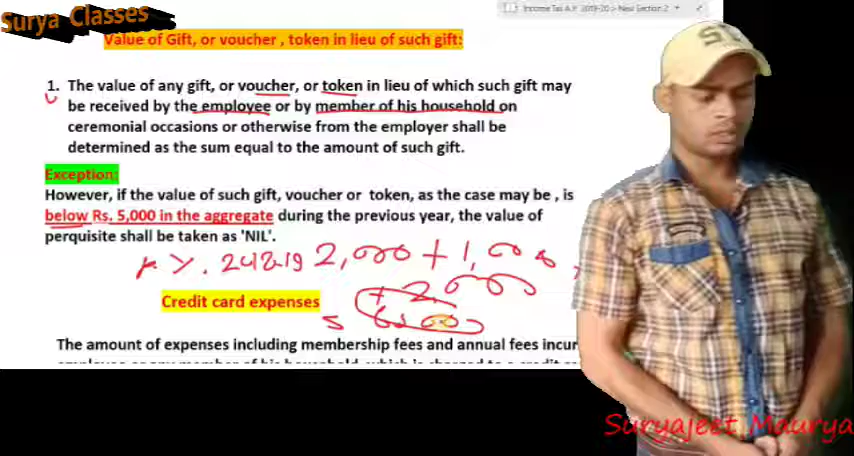 Surya Classes
Income Tax A.Y. 2019-20 > New Section 2
Value of Gift, or voucher , token in lieu of such gift:
1. The value of any gift, or voucher, or token in lieu of which such gift may
be received by the employee or by member of his household on
ceremonial occasions or otherwise from the employer shall be
determined as the sum equal to the amount of such gift.
Exception:
However, if the value of such gift, voucher or token, as the case may be , is
below Rs. 5,000 in the aggregate during the previous year, the value of
perquisite shall be taken as 'NIL'.
2,000 + 1,000
+ 2000
Credit card expenses
The amount of expenses including membership fees and annual fees incur
Suryajeet Maurya